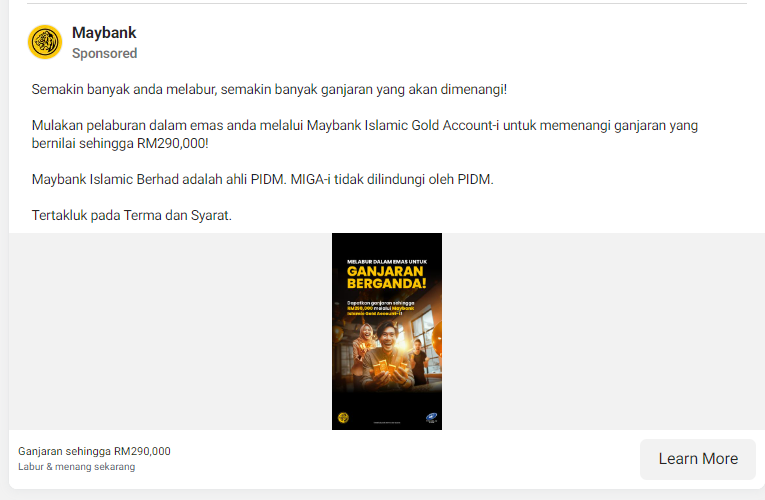 Maybank
Sponsored
Semakin banyak anda melabur, semakin banyak ganjaran yang akan dimenangi!
Mulakan pelaburan dalam emas anda melalui Maybank Islamic Gold Account-i untuk memenangi ganjaran yang
bernilai sehingga RM290,000!
Maybank Islamic Berhad adalah ahli PIDM. MIGA-i tidak dilindungi oleh PIDM.
Tertakluk pada Terma dan Syarat.
MELABUR DALAM EMAS UNTUK
GANJARAN
BERGANDA!
Dapatkan ganjaran sehingga
RM290,000 melalui Maybank
Islamic Gold Account-i!
Ganjaran sehingga RM290,000
Labur & menang sekarang
Learn More